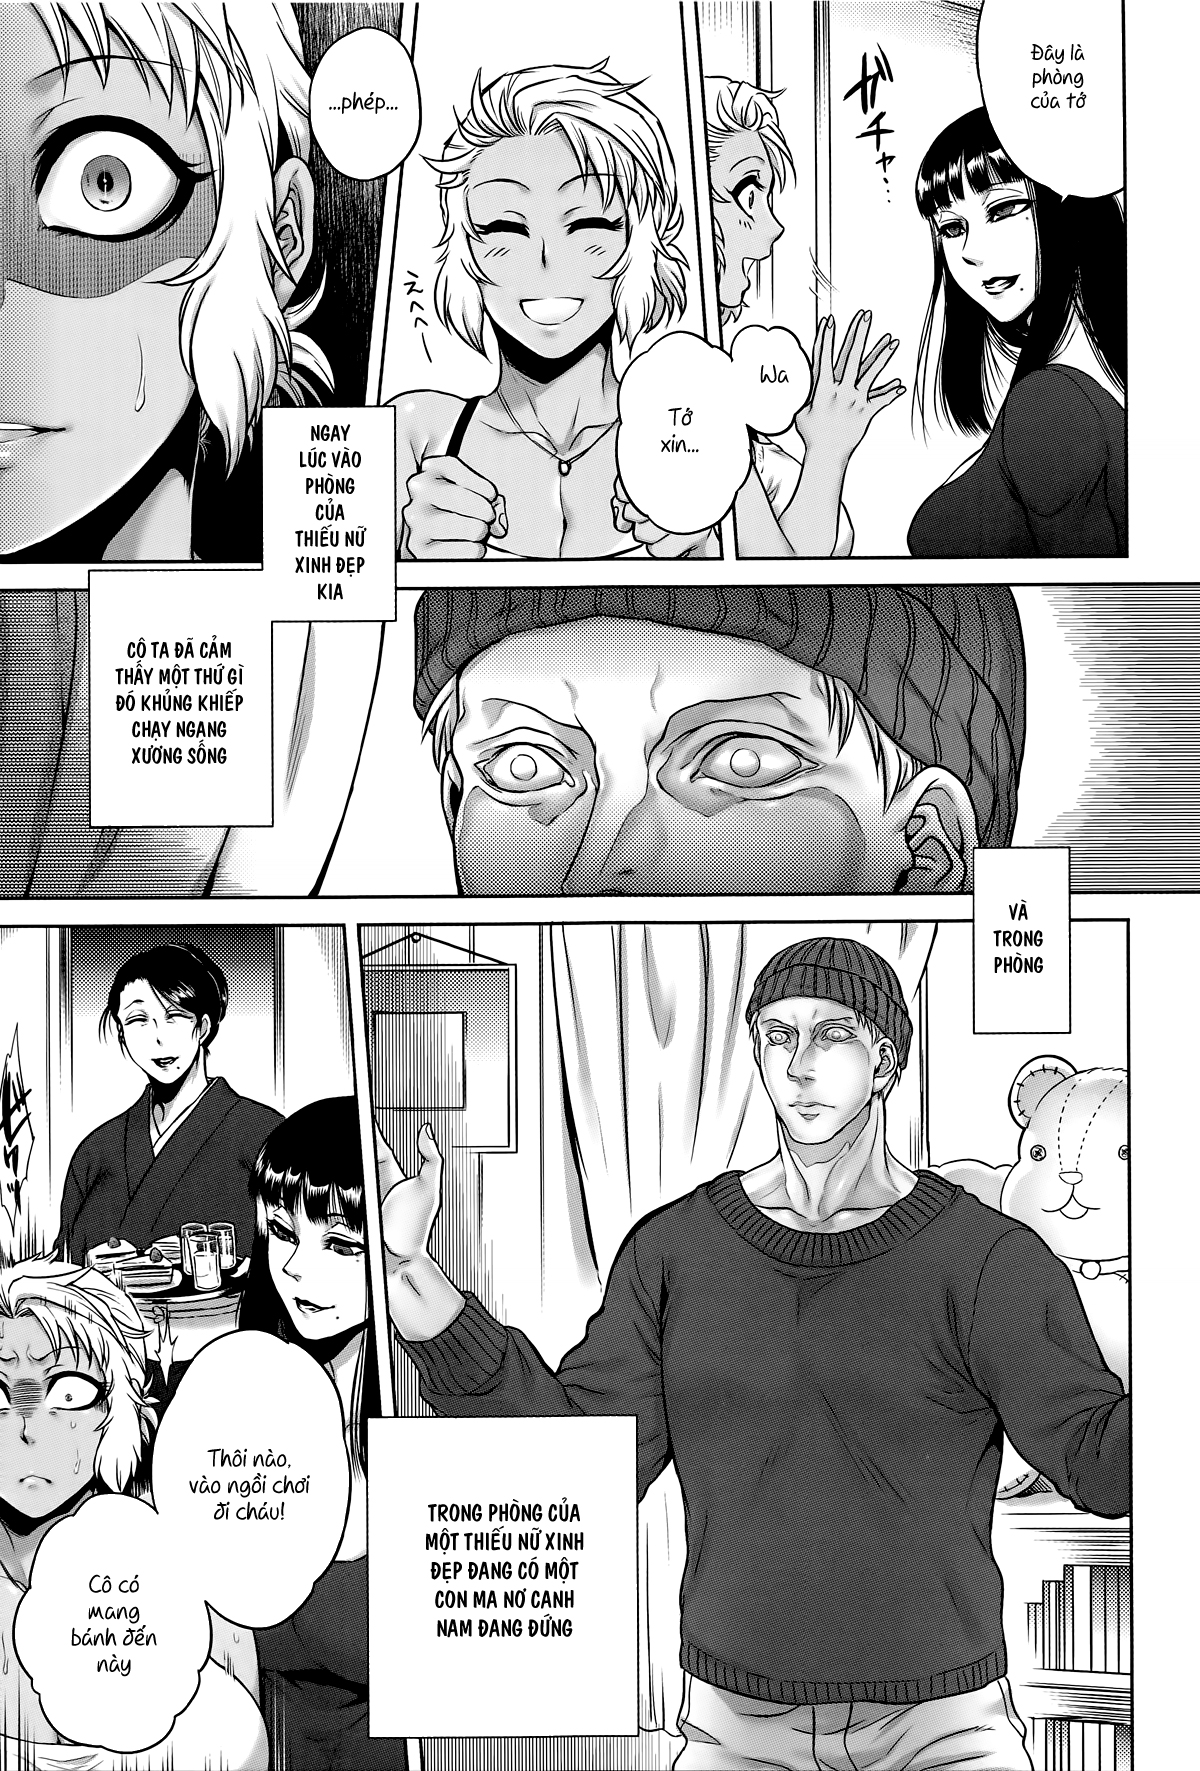 Đây là
phòng
của tớ
ガチャ…
Wa
Tớ
xin...
えへへー
...phép...
NGAY
LÚC VÀO
PHÒNG
CỦA
THIẾU NỮ
XINH ĐẸP
KIA
CÔ TA ĐÃ CẢM
THẤY MỘT THỨ GÌ
ĐÓ KHỦNG KHIẾP
CHẠY NGANG
XƯƠNG SỐNG
VÀ
TRONG
PHÒNG
TRONG PHÒNG CỦA
MỘT THIẾU NỮ XINH
ĐẸP ĐANG CÓ MỘT
CON MA NƠ CANH
NAM ĐANG ĐỨNG
Thôi nào,
vào ngồi chơi
đi cháu!
Cô có
mang
bánh đến
này